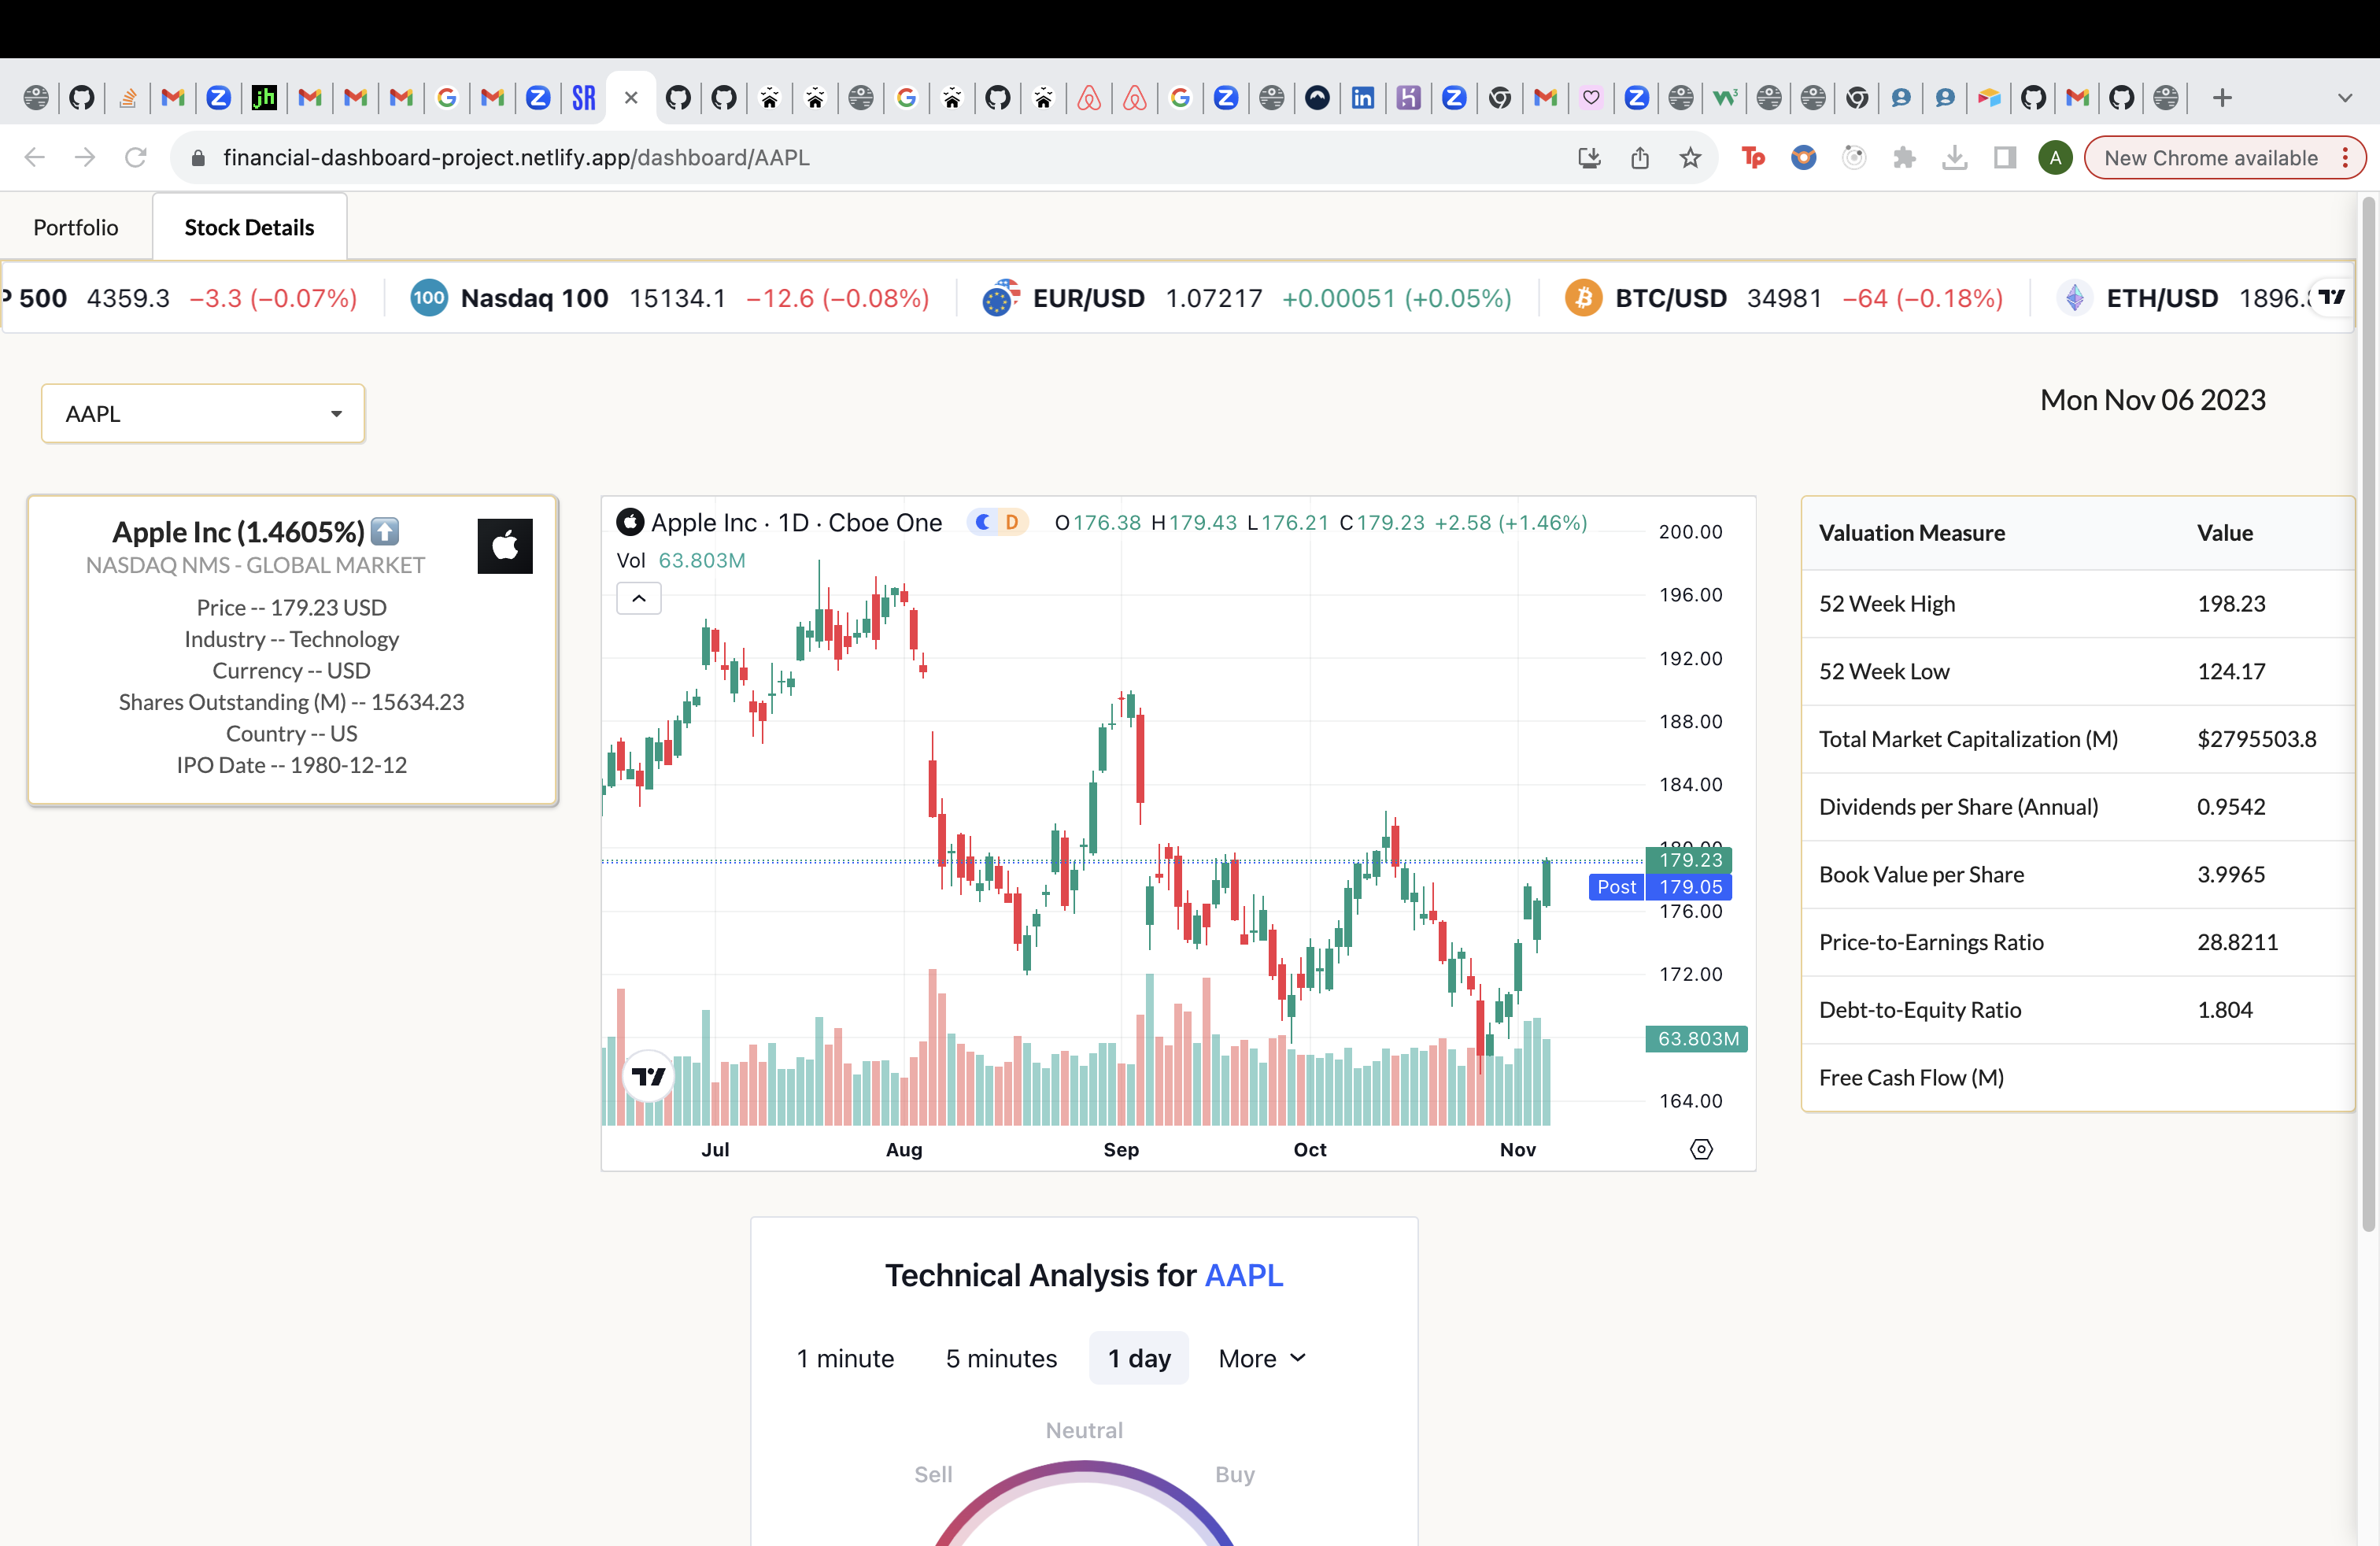 financial-dashboard-project.netlify.app/dashboard/AAPL
A
New Chrome available
Portfolio
Stock Details
P 500 4359.3 −3.3 (−0.07%)
100 Nasdaq 100 15134.1 −12.6 (−0.08%)
EUR/USD 1.07217 +0.00051 (+0.05%)
BTC/USD 34981 −64 (−0.18%)
ETH/USD 1896.
AAPL
Mon Nov 06 2023
Apple Inc (1.4605%)
NASDAQ NMS - GLOBAL MARKET
Price -- 179.23 USD
Industry -- Technology
Currency -- USD
Shares Outstanding (M) -- 15634.23
Country -- US
IPO Date -- 1980-12-12
Apple Inc · 1D · Cboe One D O176.38 H179.43 L176.21 C179.23 +2.58 (+1.46%)
Vol 63.803M
200.00
196.00
192.00
188.00
184.00
180.00
179.23
Post 179.05
176.00
172.00
63.803M
164.00
Jul Aug Sep Oct Nov
Valuation Measure Value
52 Week High 198.23
52 Week Low 124.17
Total Market Capitalization (M) $2795503.8
Dividends per Share (Annual) 0.9542
Book Value per Share 3.9965
Price-to-Earnings Ratio 28.8211
Debt-to-Equity Ratio 1.804
Free Cash Flow (M)
Technical Analysis for AAPL
1 minute 5 minutes 1 day More
Neutral
Sell Buy